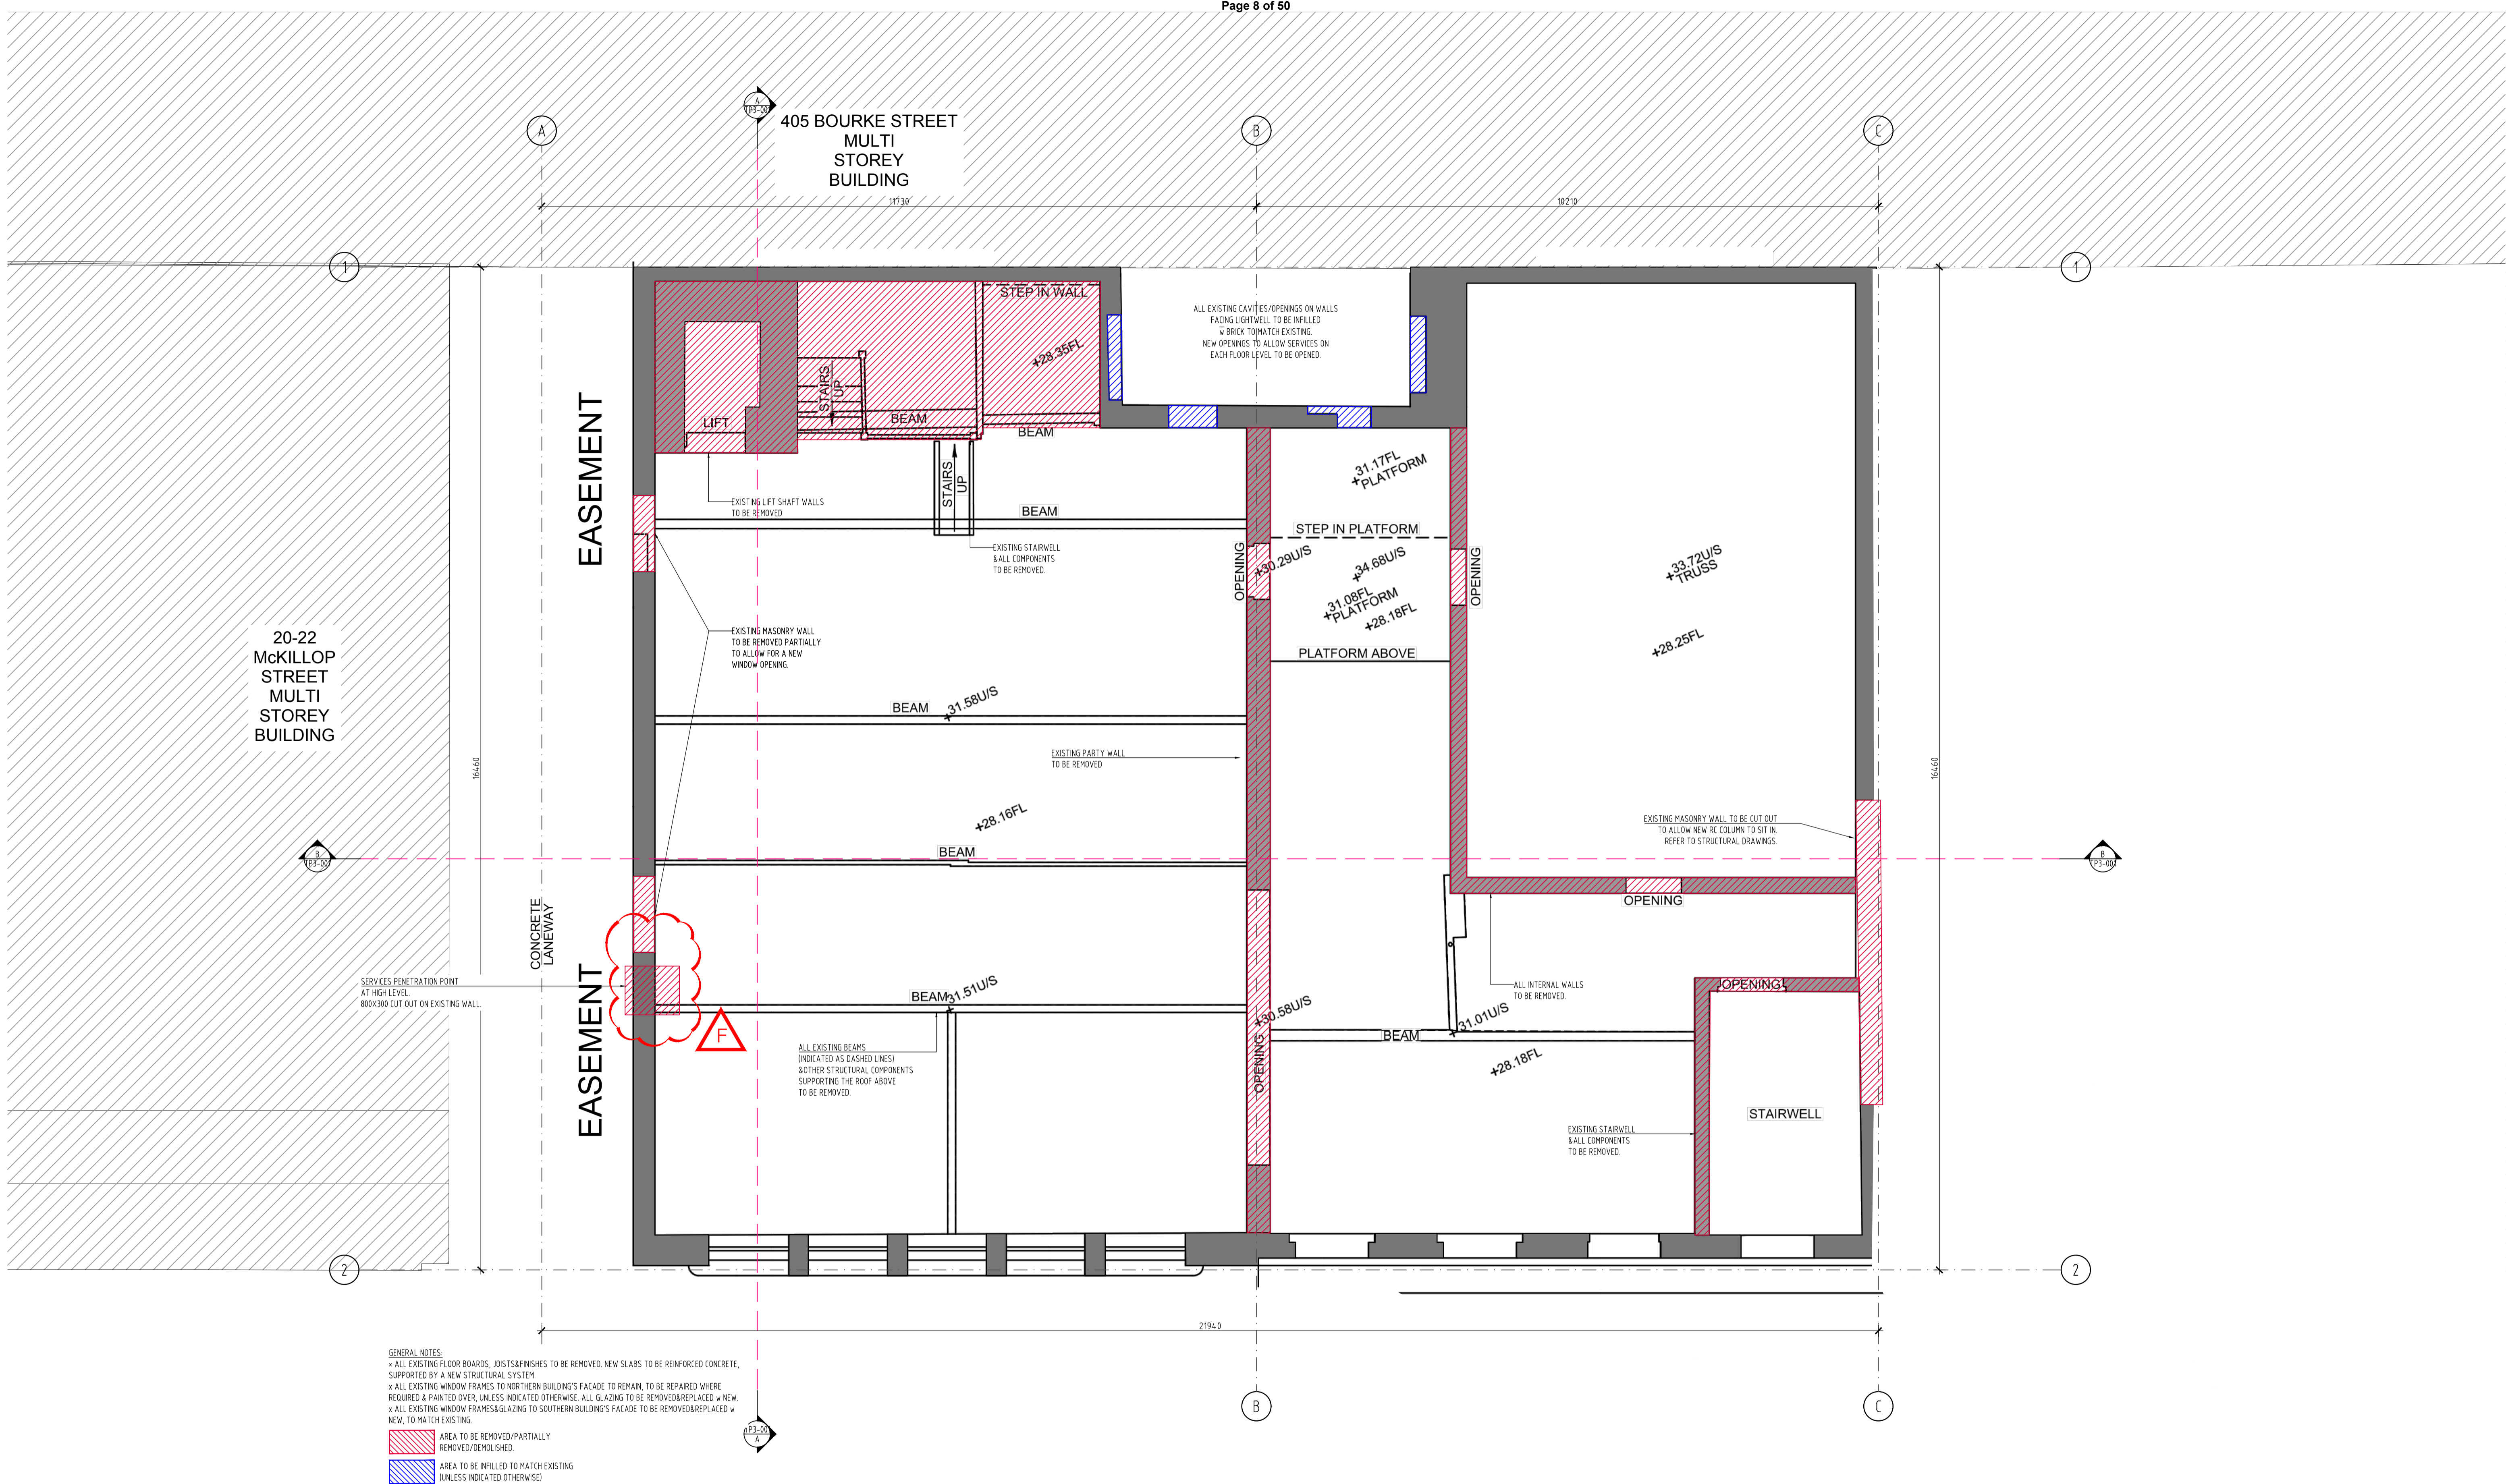 Page 8 of 50
A
TP3-001
405 BOURKE STREET
MULTI
STOREY
BUILDING
A
B
C
11730
10210
1
1
STEP IN WALL
ALL EXISTING CAVITIES/OPENINGS ON WALLS
FACING LIGHTWELL TO BE INFILLED
w BRICK TO MATCH EXISTING.
NEW OPENINGS TO ALLOW SERVICES ON
EACH FLOOR LEVEL TO BE OPENED.
+28.35FL
STAIRS
UP
LIFT
BEAM
BEAM
EASEMENT
STAIRS
UP
+31.17FL
PLATFORM
EXISTING LIFT SHAFT WALLS
TO BE REMOVED
BEAM
STEP IN PLATFORM
EXISTING STAIRWELL
&ALL COMPONENTS
TO BE REMOVED.
OPENING
+30.29U/S
+34.68U/S
OPENING
+33.72U/S
TRUSS
+31.08FL
PLATFORM
+28.18FL
20-22
McKILLOP
STREET
MULTI
STOREY
BUILDING
EXISTING MASONRY WALL
TO BE REMOVED PARTIALLY
TO ALLOW FOR A NEW
WINDOW OPENING.
PLATFORM ABOVE
+28.25FL
BEAM
+31.58U/S
EXISTING PARTY WALL
TO BE REMOVED
16460
16460
+28.16FL
EXISTING MASONRY WALL TO BE CUT OUT
TO ALLOW NEW RC COLUMN TO SIT IN.
REFER TO STRUCTURAL DRAWINGS.
B
TP3-001
BEAM
B
TP3-001
OPENING
CONCRETE
LANEWAY
EASEMENT
SERVICES PENETRATION POINT
AT HIGH LEVEL.
800X300 CUT OUT ON EXISTING WALL.
BEAM
+31.51U/S
ALL INTERNAL WALLS
TO BE REMOVED.
OPENING
F
+30.58U/S
OPENING
BEAM
+31.01U/S
ALL EXISTING BEAMS
(INDICATED AS DASHED LINES)
&OTHER STRUCTURAL COMPONENTS
SUPPORTING THE ROOF ABOVE
TO BE REMOVED.
+28.18FL
STAIRWELL
EXISTING STAIRWELL
&ALL COMPONENTS
TO BE REMOVED.
2
2
21940
GENERAL NOTES:
x ALL EXISTING FLOOR BOARDS, JOISTS&FINISHES TO BE REMOVED. NEW SLABS TO BE REINFORCED CONCRETE,
SUPPORTED BY A NEW STRUCTURAL SYSTEM.
x ALL EXISTING WINDOW FRAMES TO NORTHERN BUILDING'S FACADE TO REMAIN, TO BE REPAIRED WHERE
REQUIRED & PAINTED OVER, UNLESS INDICATED OTHERWISE. ALL GLAZING TO BE REMOVED&REPLACED w NEW.
x ALL EXISTING WINDOW FRAMES&GLAZING TO SOUTHERN BUILDING'S FACADE TO BE REMOVED&REPLACED w
NEW, TO MATCH EXISTING.
B
C
TP3-001
A
AREA TO BE REMOVED/PARTIALLY
REMOVED/DEMOLISHED.
AREA TO BE INFILLED TO MATCH EXISTING
(UNLESS INDICATED OTHERWISE)